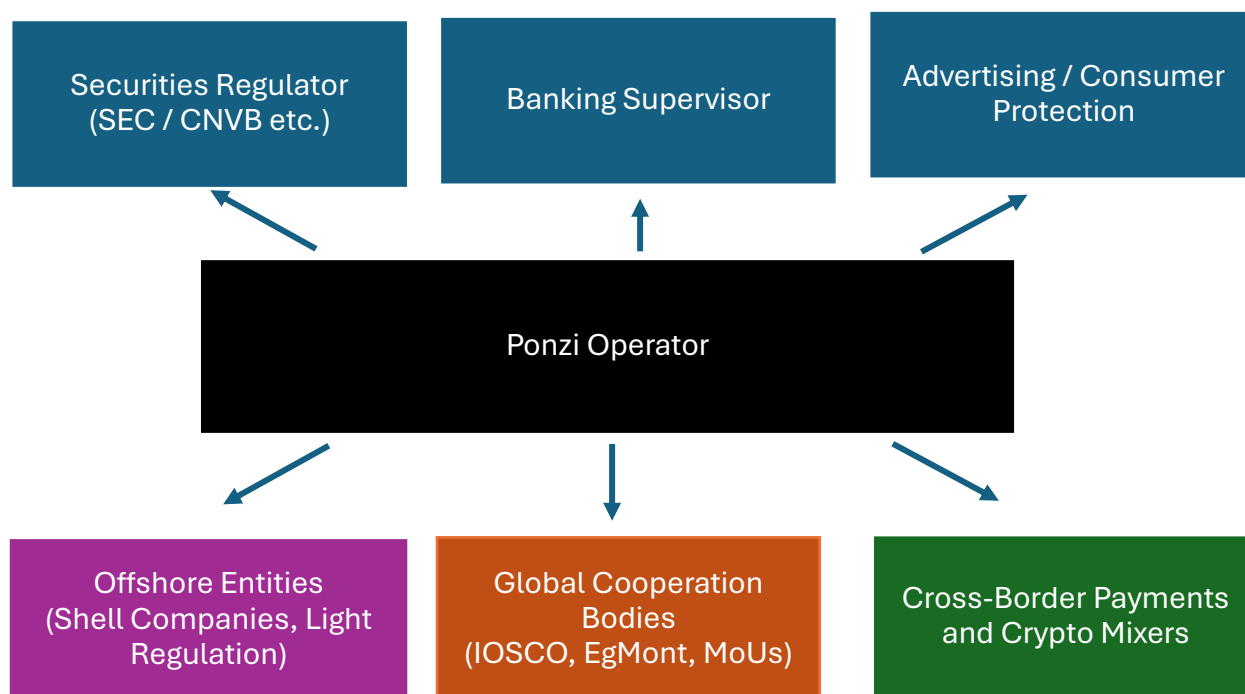 Securities Regulator
(SEC / CNVB etc.)
Banking Supervisor
Advertising / Consumer
Protection
Ponzi Operator
Offshore Entities
(Shell Companies, Light
Regulation)
Global Cooperation
Bodies
(IOSCO, EgMont, MoUs)
Cross-Border Payments
and Crypto Mixers